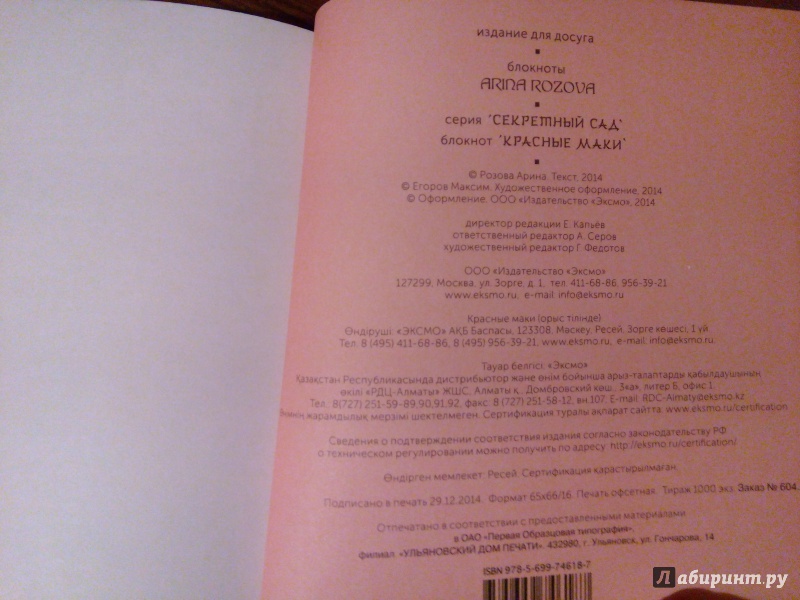 издание для досуга
блокноты
ARINA ROZOVA
серия 'СЕКРЕТНЫЙ САД'
блокнот 'КРАСНЫЕ МАКИ'
© Розова Арина. Текст, 2014
© Егоров Максим. Художественное оформление, 2014
© Оформление. ООО «Издательство «Эксмо», 2014
директор редакции Е. Капьёв
ответственный редактор А. Серов
художественный редактор Г. Федотов
ООО «Издательство «Эксмо»
127299, Москва, ул. Зорге, д. 1, тел. 411-68-86, 956-39-21
www.eksmo.ru, e-mail: info@eksmo.ru
Красные маки (орыс тілінде)
Өндіруші: «ЭКСМО» АҚБ Баспасы, 123308, Мәскеу, Ресей, Зорге көшесі, 1 үй.
Тел. 8 (495) 411-68-86, 8 (495) 956-39-21, www.eksmo.ru, e-mail: info@eksmo.ru.
Тауар белгісі: «Эксмо»
Қазақстан Республикасында дистрибьютор және өнім бойынша арыз-талаптарды қабылдаушының
өкілі «РДЦ-Алматы» ЖШС, Алматы қ., Домбровский көш., 3«а», литер Б, офис 1.
Тел.: 8(727) 251-59-89,90,91,92, факс: 8 (727) 251-58-12, вн.107; E-mail: RDC-Almaty@eksmo.kz
Өнімнің жарамдылық мерзімі шектелмеген. Сертификация туралы ақпарат сайтта: www.eksmo.ru/certification
Сведения о подтверждении соответствия издания согласно законодательству РФ
о техническом регулировании можно получить по адресу: http://eksmo.ru/certification/
Өндірген мемлекет: Ресей. Сертификация қарастырылмаған.
Подписано в печать 29.12.2014. Формат 65x66/16. Печать офсетная. Тираж 1000 экз. Заказ № 604.
Отпечатано в соответствии с предоставленными материалами
в ОАО «Первая Образцовая типография»,
филиал «УЛЬЯНОВСКИЙ ДОМ ПЕЧАТИ». 432980, г. Ульяновск, ул. Гончарова, 14
ISBN 978-5-699-74618-7
Лабиринт.ру